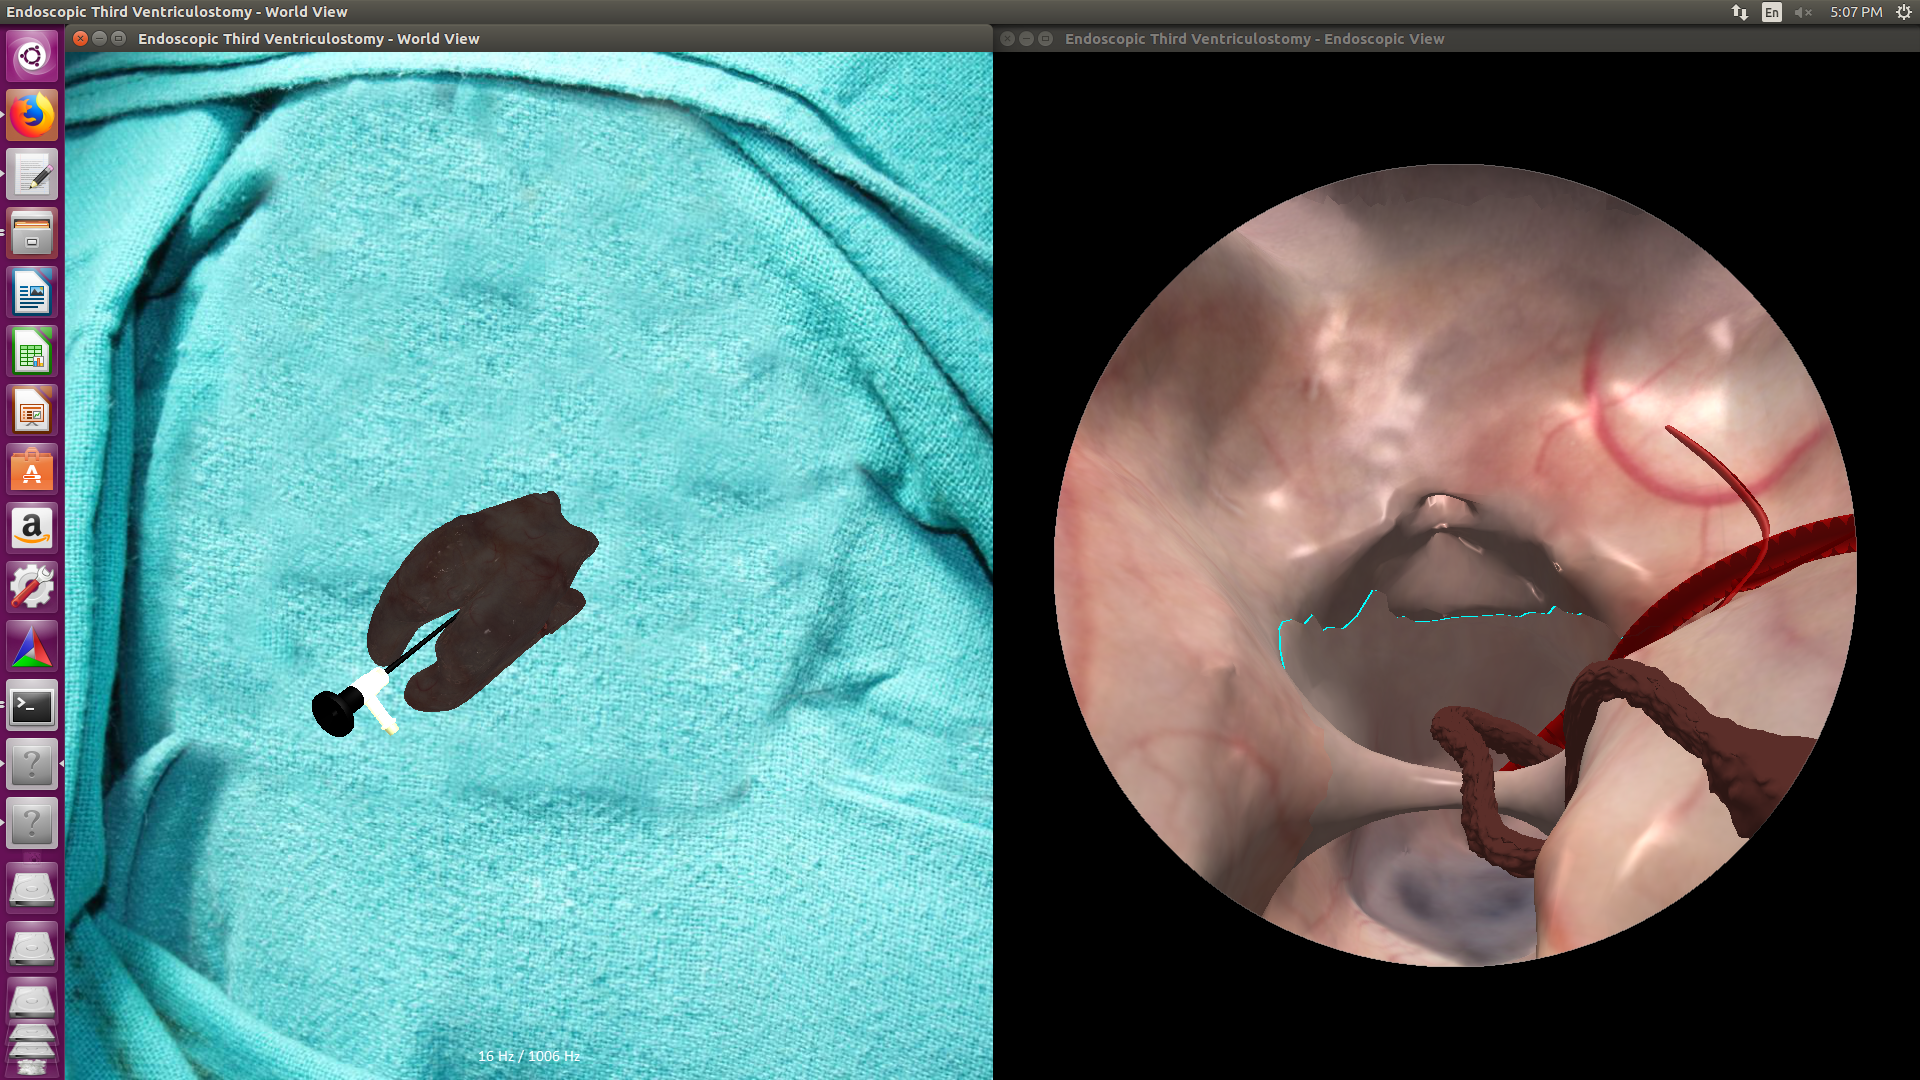 Endoscopic Third Ventriculostomy - World View
En
5:07 PM
Endoscopic Third Ventriculostomy - World View
Endoscopic Third Ventriculostomy - Endoscopic View
16 Hz / 1006 Hz